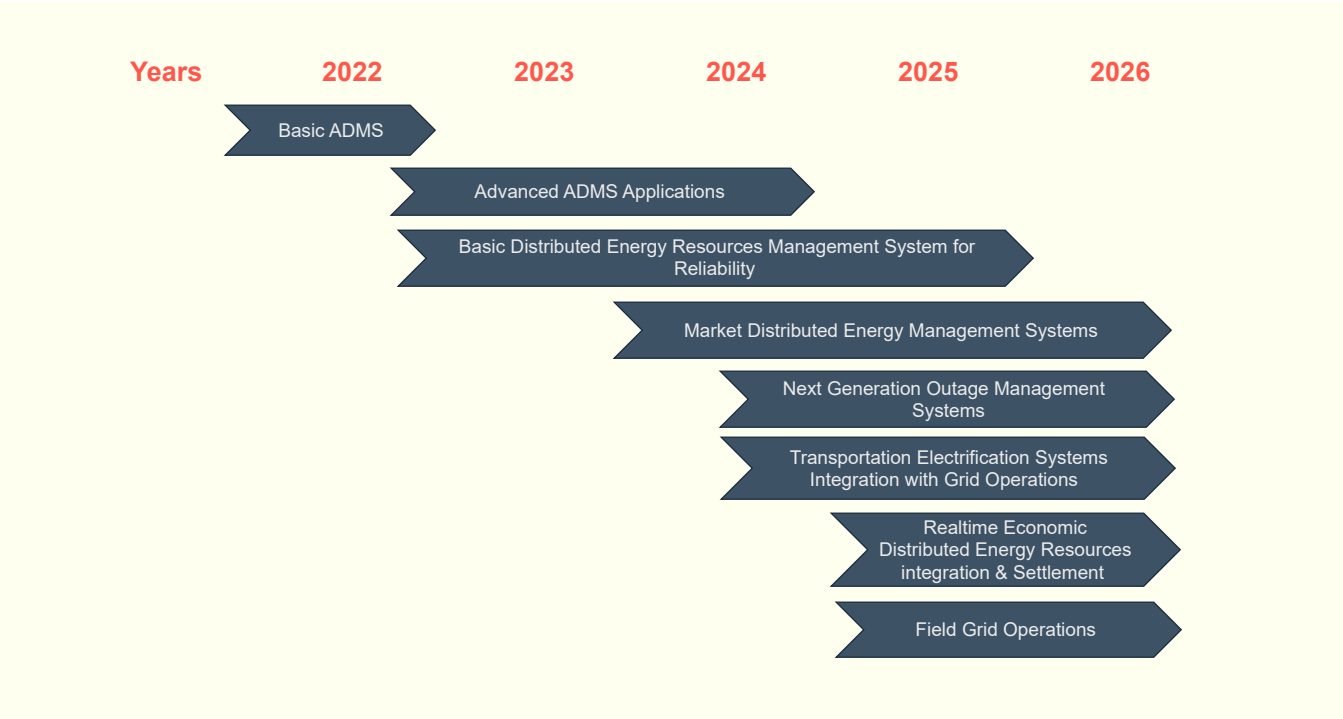 Years 2022 2023 2024 2025 2026
Basic ADMS
Advanced ADMS Applications
Basic Distributed Energy Resources Management System for
Reliability
Market Distributed Energy Management Systems
Next Generation Outage Management
Systems
Transportation Electrification Systems
Integration with Grid Operations
Realtime Economic
Distributed Energy Resources
integration & Settlement
Field Grid Operations